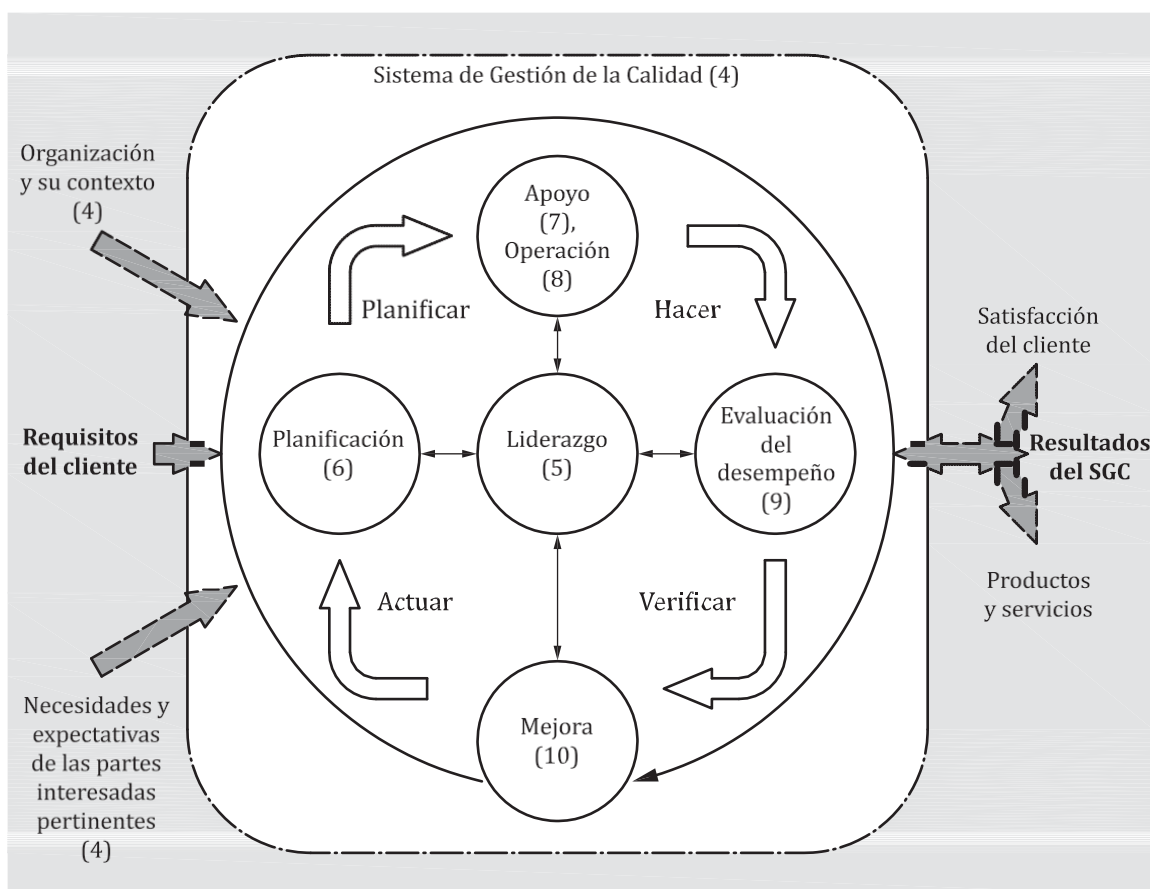 Sistema de Gestión de la Calidad (4)
Organización
y su contexto
(4)
Apoyo
(7),
Operación
(8)
Planificar
Hacer
Satisfacción
del cliente
Requisitos
del cliente
Planificación
(6)
Liderazgo
(5)
Evaluación
del
desempeño
(9)
Resultados
del SGC
Actuar
Verificar
Productos
y servicios
Necesidades y
expectativas
de las partes
interesadas
pertinentes
(4)
Mejora
(10)